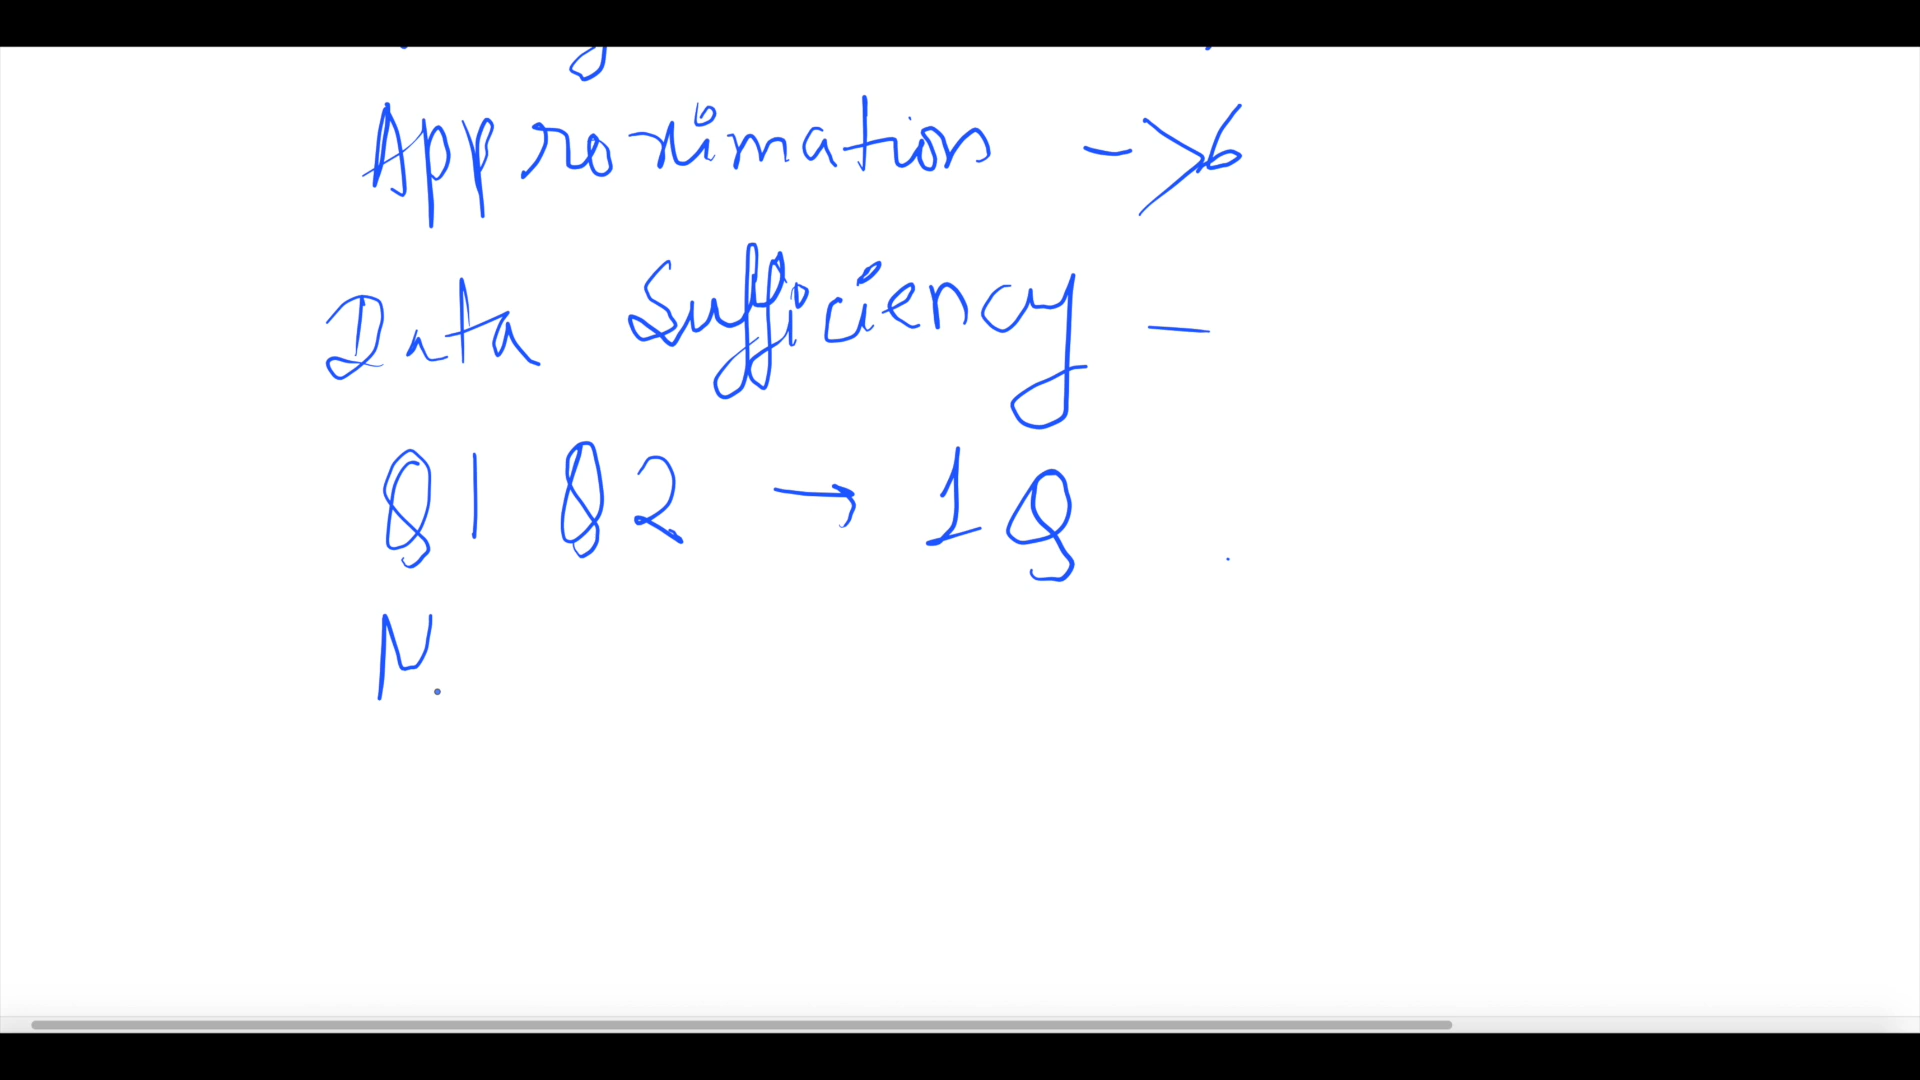 Approximation -> 6
Data Sufficiency -
Q1 Q2 → 1Q
N